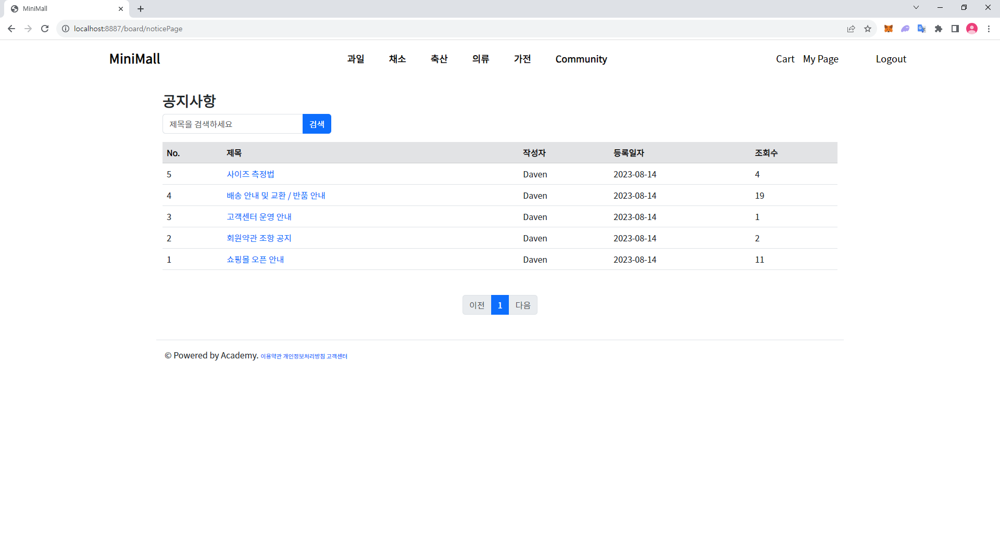 MiniMall
localhost:8887/board/noticePage
MiniMall 과일 채소 축산 의류 가전 Community Cart My Page Logout
공지사항
제목을 검색하세요 검색
No. 제목 작성자 등록일자 조회수
5 사이즈 측정법 Daven 2023-08-14 4
4 배송 안내 및 교환 / 반품 안내 Daven 2023-08-14 19
3 고객센터 운영 안내 Daven 2023-08-14 1
2 회원약관 조항 공지 Daven 2023-08-14 2
1 쇼핑몰 오픈 안내 Daven 2023-08-14 11
이전 1 다음
© Powered by Academy. 이용약관 개인정보처리방침 고객센터